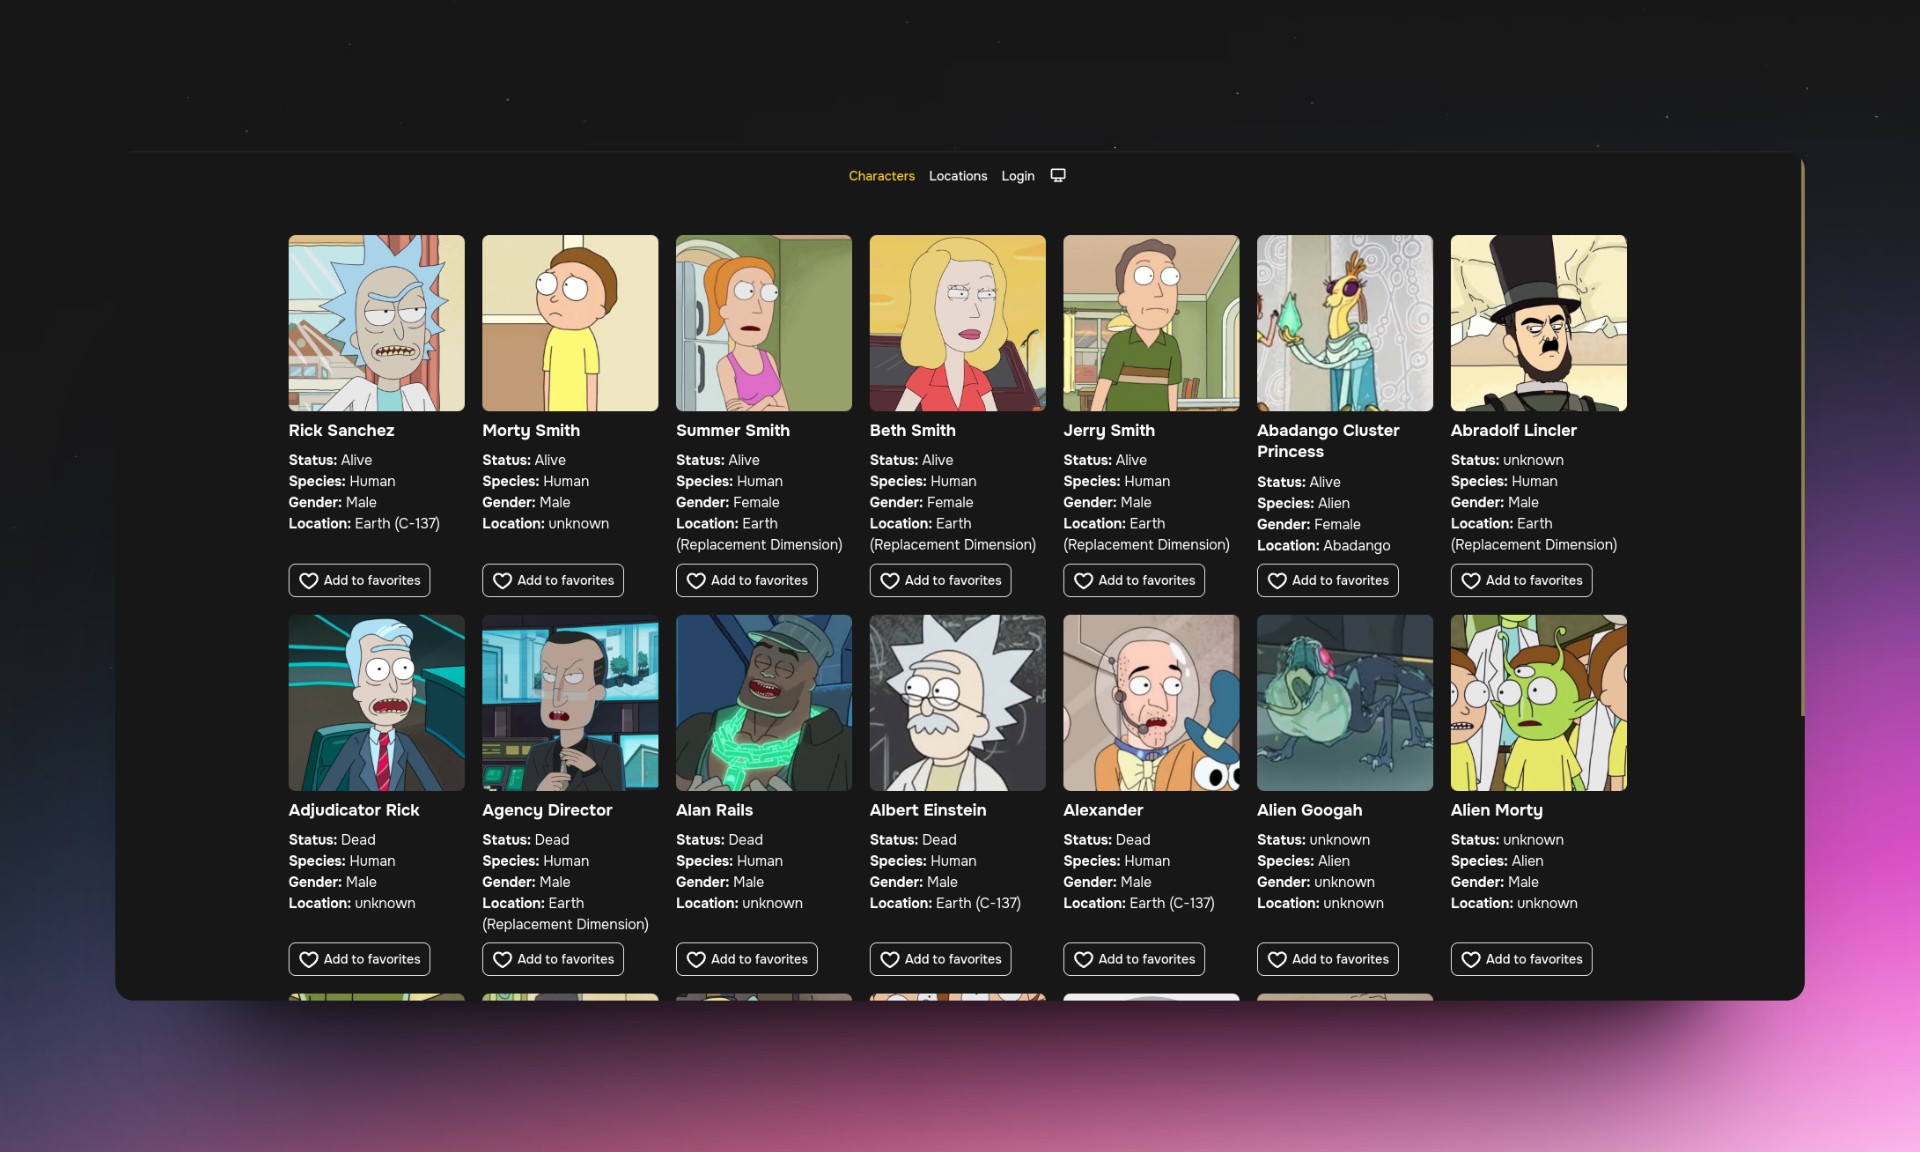 Characters Locations Login
Rick Sanchez
Status: Alive
Species: Human
Gender: Male
Location: Earth (C-137)
Add to favorites
Morty Smith
Status: Alive
Species: Human
Gender: Male
Location: unknown
Add to favorites
Summer Smith
Status: Alive
Species: Human
Gender: Female
Location: Earth
(Replacement Dimension)
Add to favorites
Beth Smith
Status: Alive
Species: Human
Gender: Female
Location: Earth
(Replacement Dimension)
Add to favorites
Jerry Smith
Status: Alive
Species: Human
Gender: Male
Location: Earth
(Replacement Dimension)
Add to favorites
Abadango Cluster
Princess
Status: Alive
Species: Alien
Gender: Female
Location: Abadango
Add to favorites
Abradolf Lincler
Status: unknown
Species: Human
Gender: Male
Location: Earth
(Replacement Dimension)
Add to favorites
Adjudicator Rick
Status: Dead
Species: Human
Gender: Male
Location: unknown
Add to favorites
Agency Director
Status: Dead
Species: Human
Gender: Male
Location: Earth
(Replacement Dimension)
Add to favorites
Alan Rails
Status: Dead
Species: Human
Gender: Male
Location: unknown
Add to favorites
Albert Einstein
Status: Dead
Species: Human
Gender: Male
Location: Earth (C-137)
Add to favorites
Alexander
Status: Dead
Species: Human
Gender: Male
Location: Earth (C-137)
Add to favorites
Alien Googah
Status: unknown
Species: Alien
Gender: unknown
Location: unknown
Add to favorites
Alien Morty
Status: unknown
Species: Alien
Gender: Male
Location: unknown
Add to favorites